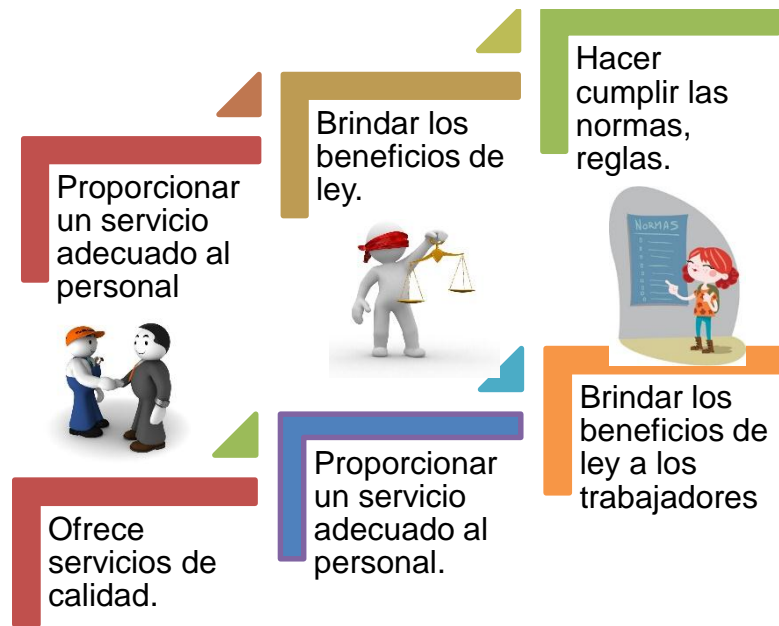 Proporcionar
un servicio
adecuado al
personal
Brindar los
beneficios de
ley.
Hacer
cumplir las
normas,
reglas.
NORMAS
Ofrece
servicios de
calidad.
Proporcionar
un servicio
adecuado al
personal.
Brindar los
beneficios de
ley a los
trabajadores